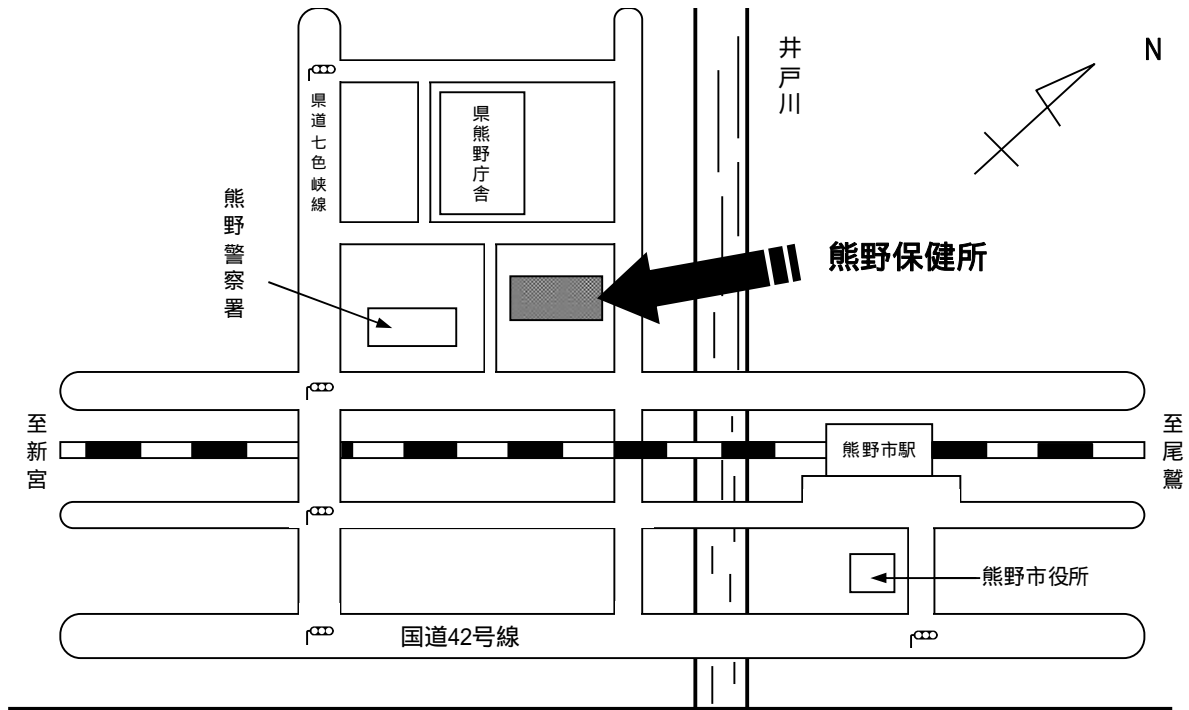 N
井戸川
県道七色峡線
県熊野庁舎
熊野警察署
熊野保健所
至新宮
熊野市駅
至尾鷲
熊野市役所
国道42号線